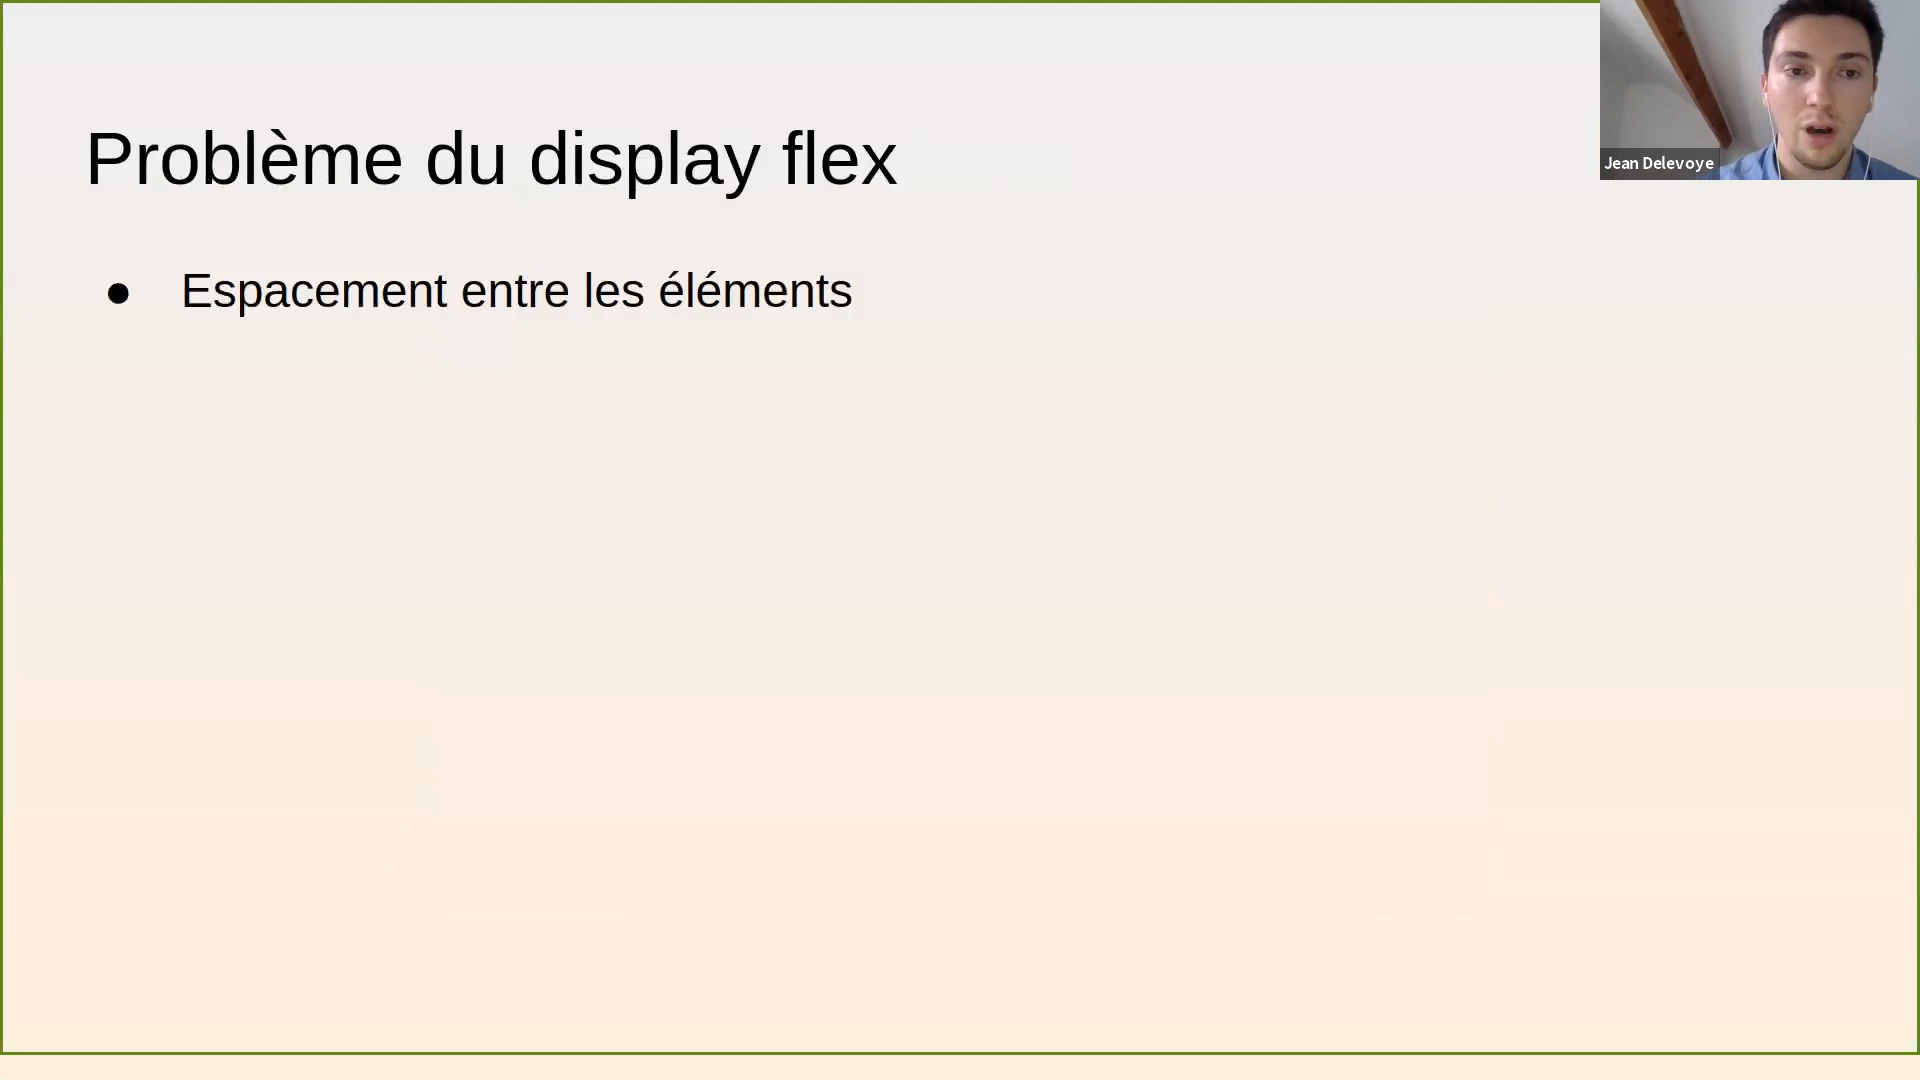 Problème du display flex
Jean Delevoye
● Espacement entre les éléments